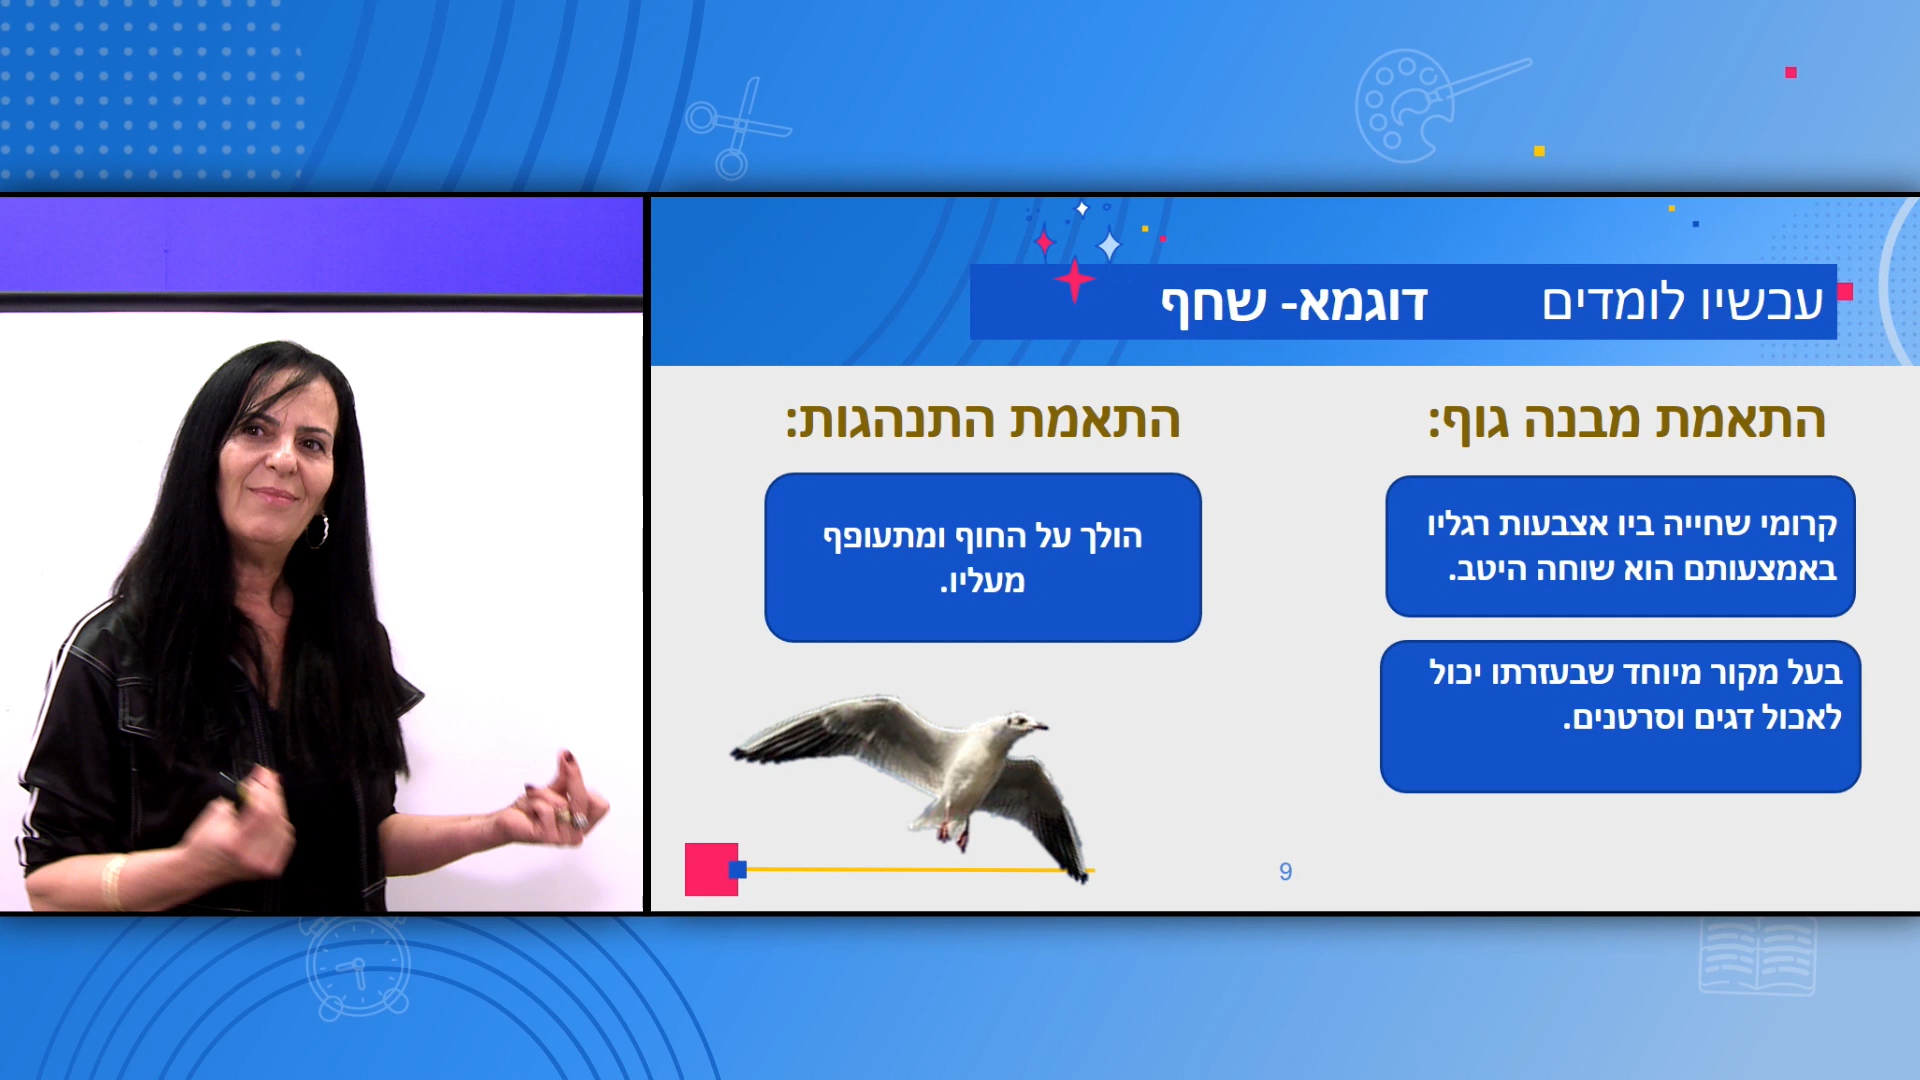 עכשיו לומדים דוגמא- שחף
התאמת מבנה גוף:
קרומי שחייה ביו אצבעות רגליו
באמצעותם הוא שוחה היטב.
בעל מקור מיוחד שבעזרתו יכול
לאכול דגים וסרטנים.
התאמת התנהגות:
הולך על החוף ומתעופף
מעליו.
9